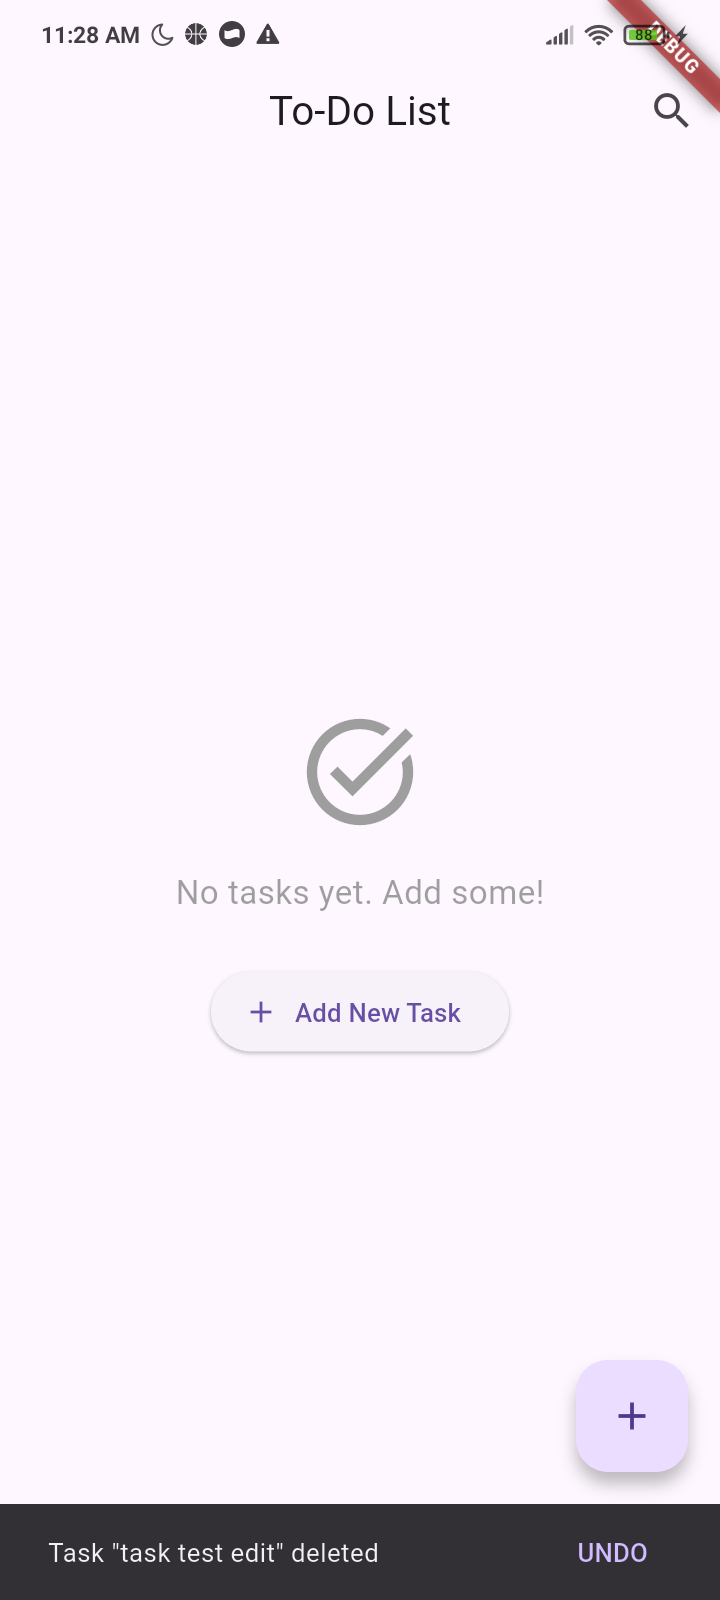 11:28 AM
88
DEBUG
To-Do List
No tasks yet. Add some!
Add New Task
Task "task test edit" deleted
UNDO